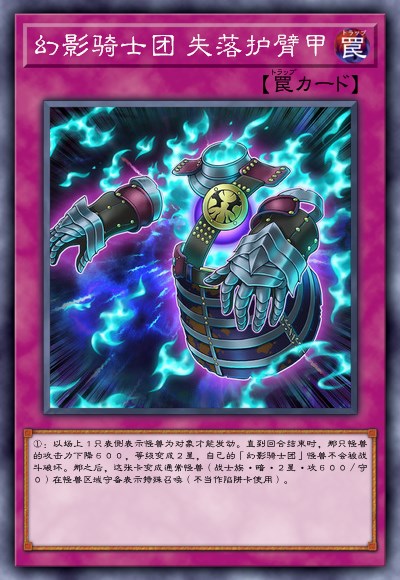 幻影骑士团 失落护臂甲 罠
トラップ
トラップ
【罠カード】
①：以场上1只表侧表示怪兽为对象才能发动。直到回合结束时，那只怪兽
的攻击力下降600，等级变成2星，自己的「幻影骑士团」怪兽不会被战
斗破坏。那之后，这张卡变成通常怪兽（战士族·暗·2星·攻600／守
0）在怪兽区域守备表示特殊召唤（不当作陷阱卡使用）。